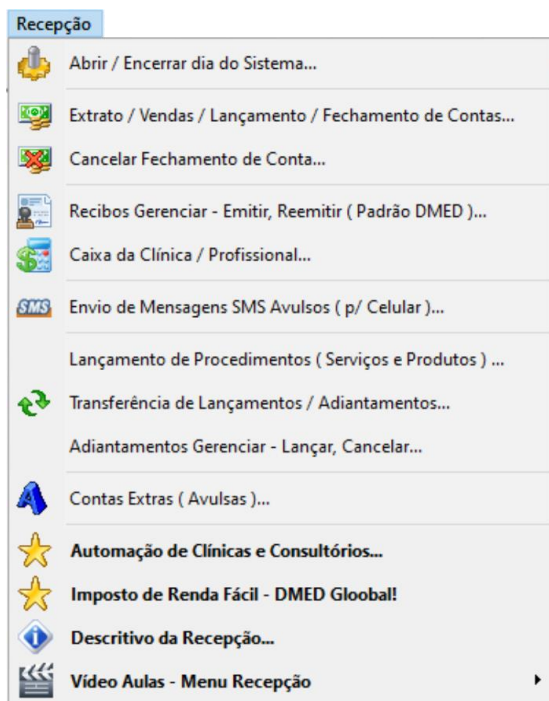 Recepção
Abrir / Encerrar dia do Sistema...
Extrato / Vendas / Lançamento / Fechamento de Contas...
Cancelar Fechamento de Conta...
Recibos Gerenciar - Emitir, Reemitir ( Padrão DMED )...
Caixa da Clínica / Profissional...
SMS Envio de Mensagens SMS Avulsos ( p/ Celular )...
Lançamento de Procedimentos ( Serviços e Produtos ) ...
Transferência de Lançamentos / Adiantamentos...
Adiantamentos Gerenciar - Lançar, Cancelar...
A Contas Extras ( Avulsas )...
Automação de Clínicas e Consultórios...
Imposto de Renda Fácil - DMED Gloobal!
Descritivo da Recepção...
Vídeo Aulas - Menu Recepção